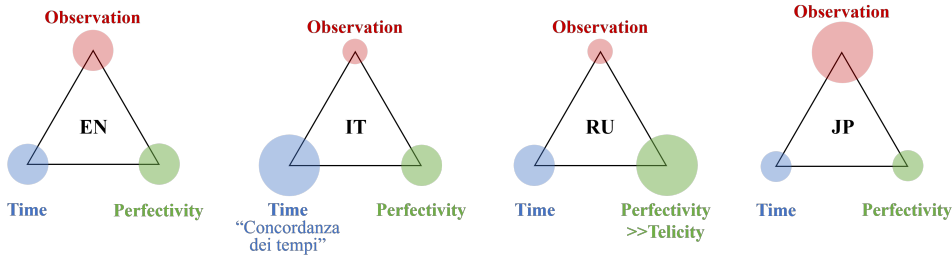 Observation
EN
Time
Perfectivity
Observation
IT
Time
“Concordanza
dei tempi”
Perfectivity
Observation
RU
Time
Perfectivity
>>Telicity
Observation
JP
Time
Perfectivity